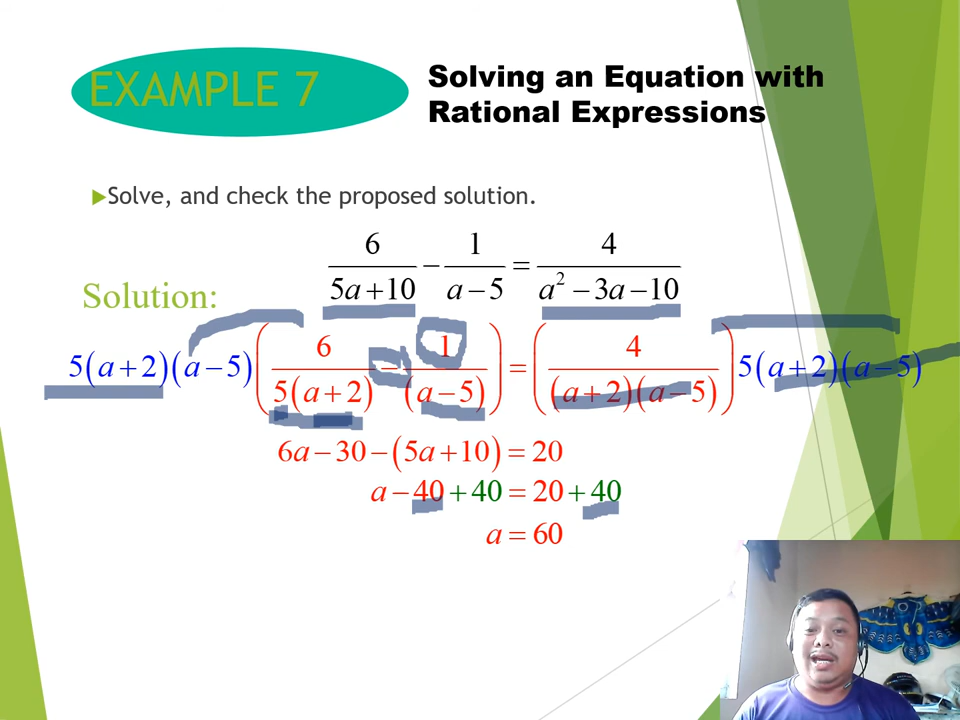 EXAMPLE 7
Solving an Equation with
Rational Expressions
Solve, and check the proposed solution.
6/(5a+10) − 1/(a−5) = 4/(a²−3a−10)
Solution:
5(a+2)(a−5)(6/(5(a+2)) − 1/(a−5)) = (4/((a+2)(a−5)))5(a+2)(a−5)
6a−30−(5a+10)=20
a−40+40=20+40
a=60